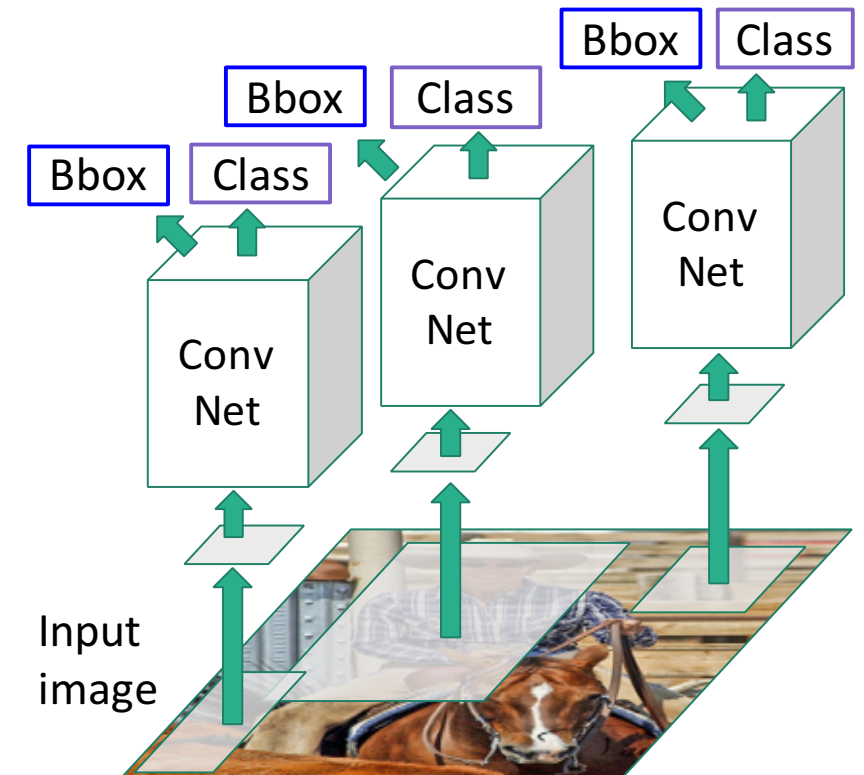 Bbox Class
Bbox Class
Bbox Class
Conv
Net
Conv
Net
Conv
Net
Input
image